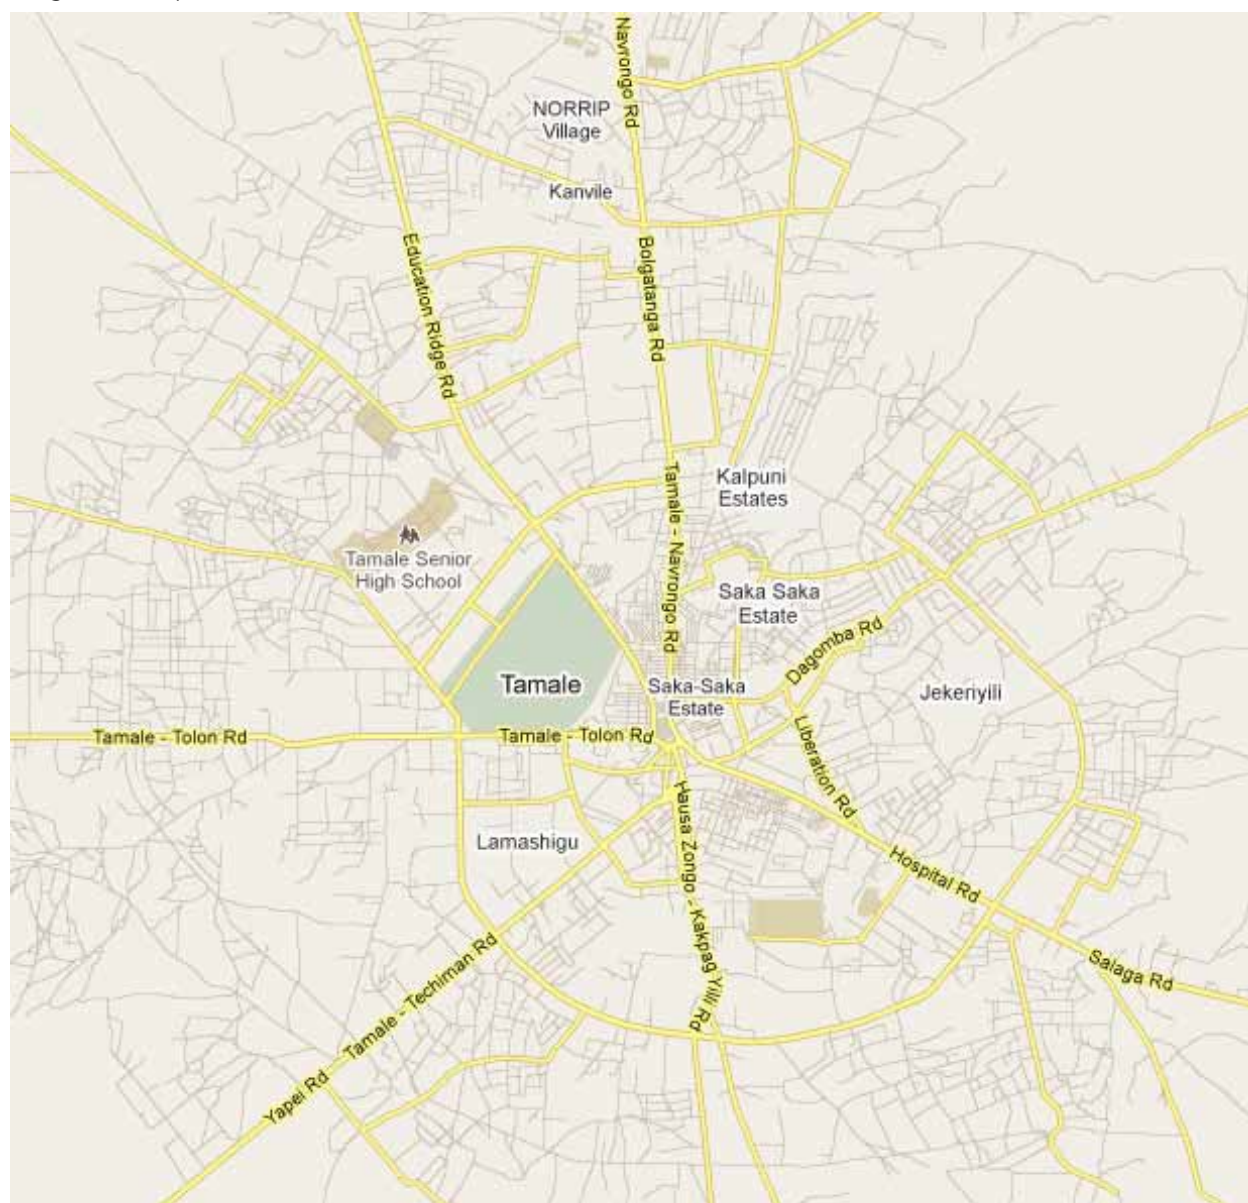 Navrongo Rd
NORRIP
Village
Kanvile
Education Ridge Rd
Bolgatanga Rd
Kalpuni
Estates
Tamale - Navrongo Rd
Tamale Senior
High School
Saka Saka
Estate
Dagomba Rd
Tamale
Saka-Saka
Estate
Jekeriyili
Tamale - Tolon Rd
Tamale - Tolon Rd
Liberation Rd
Hausa Zongo - Kakpag Yili Rd
Lamashigu
Hospital Rd
Salaga Rd
Tamale - Techiman Rd
Yapei Rd